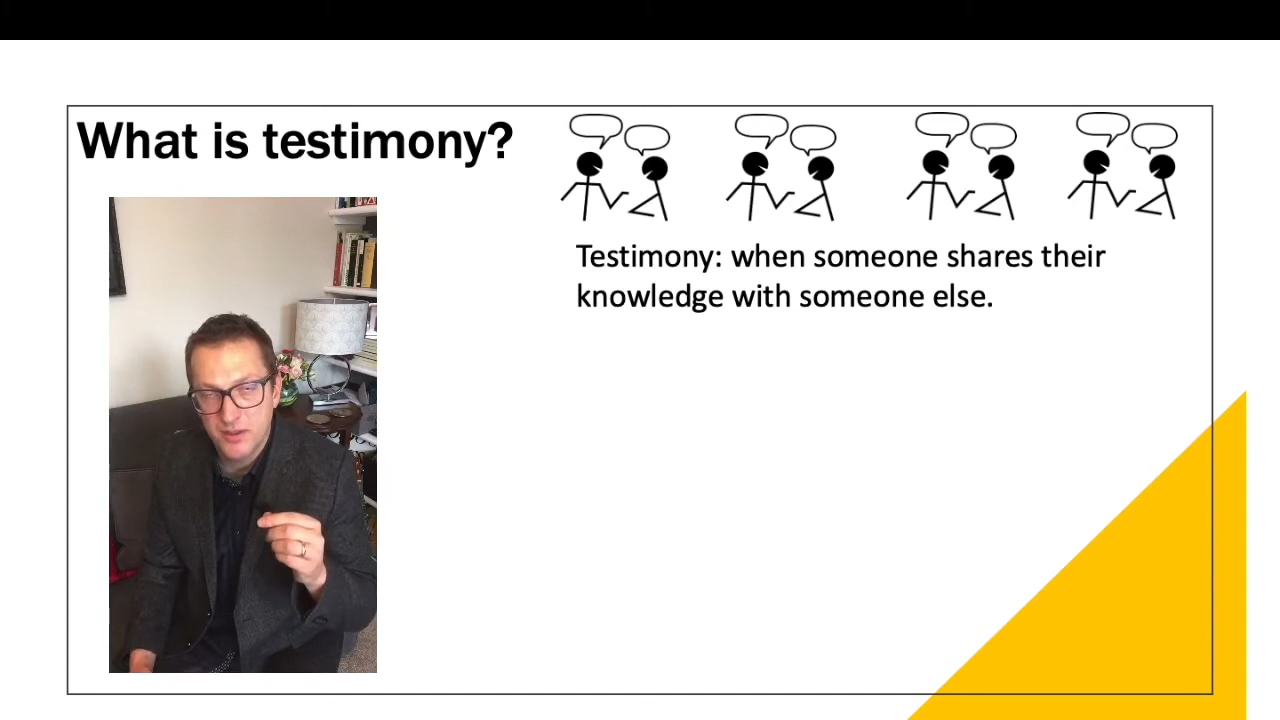 What is testimony?
Testimony: when someone shares their
knowledge with someone else.